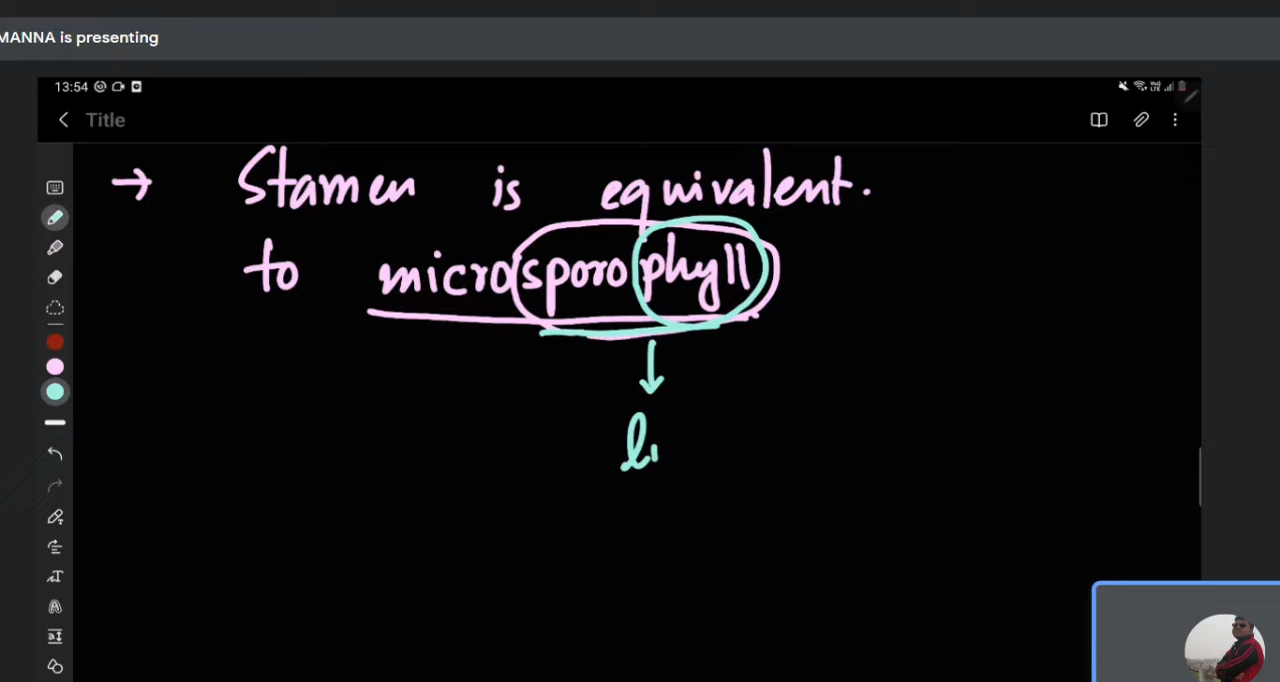 MANNA is presenting
13:54
Title
→ Stamen is equivalent.
to microsporophyll
↓